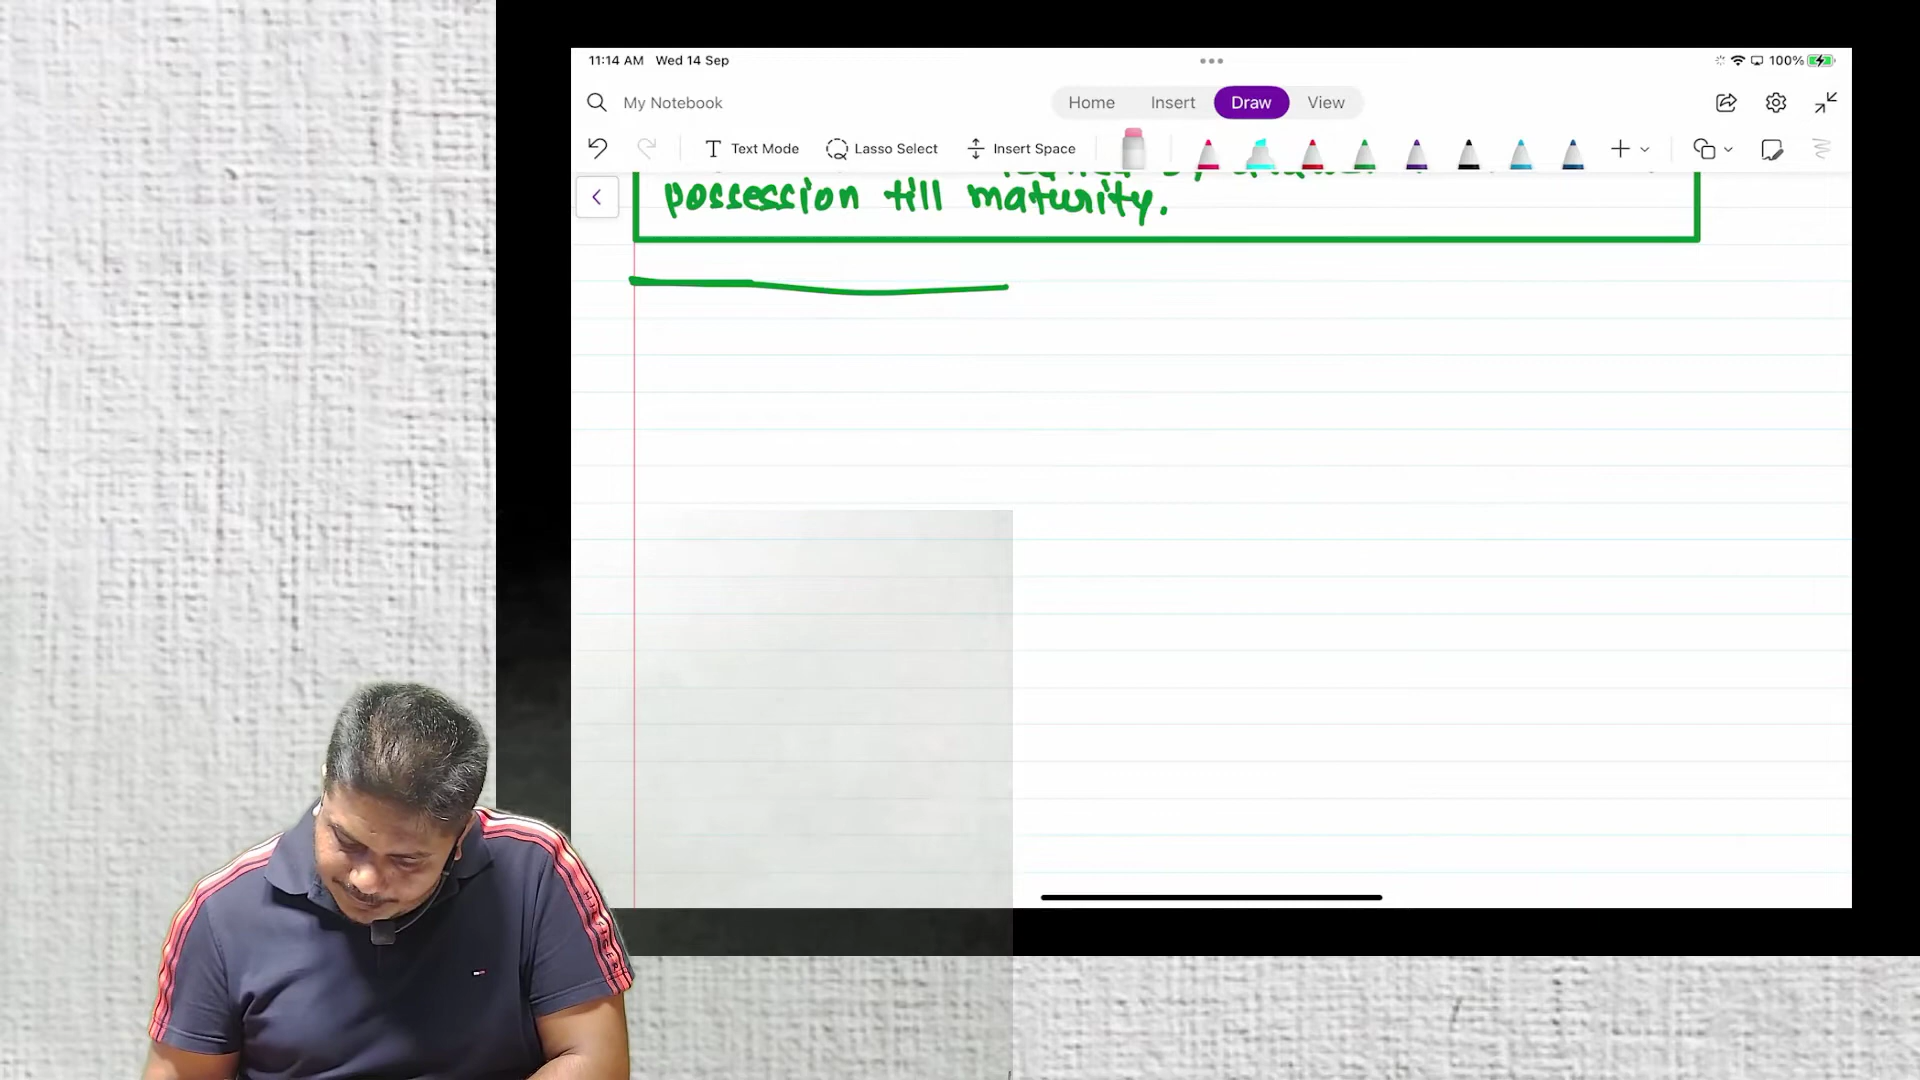 11:14 AM Wed 14 Sep
100%
My Notebook
Home Insert Draw View
Text Mode Lasso Select Insert Space
by
possession till maturity.